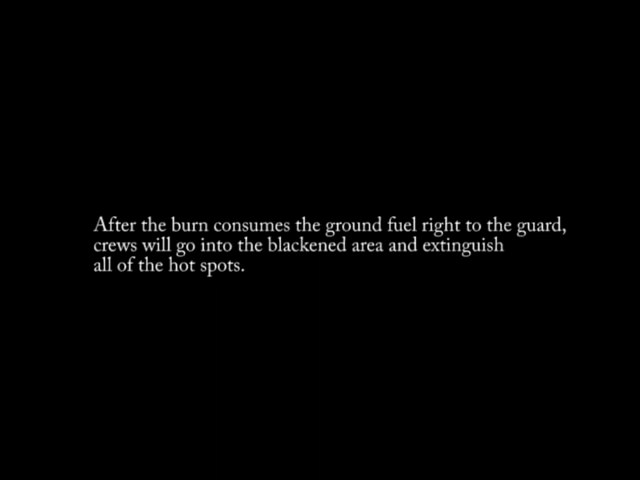 After the burn consumes the ground fuel right to the guard,
crews will go into the blackened area and extinguish
all of the hot spots.